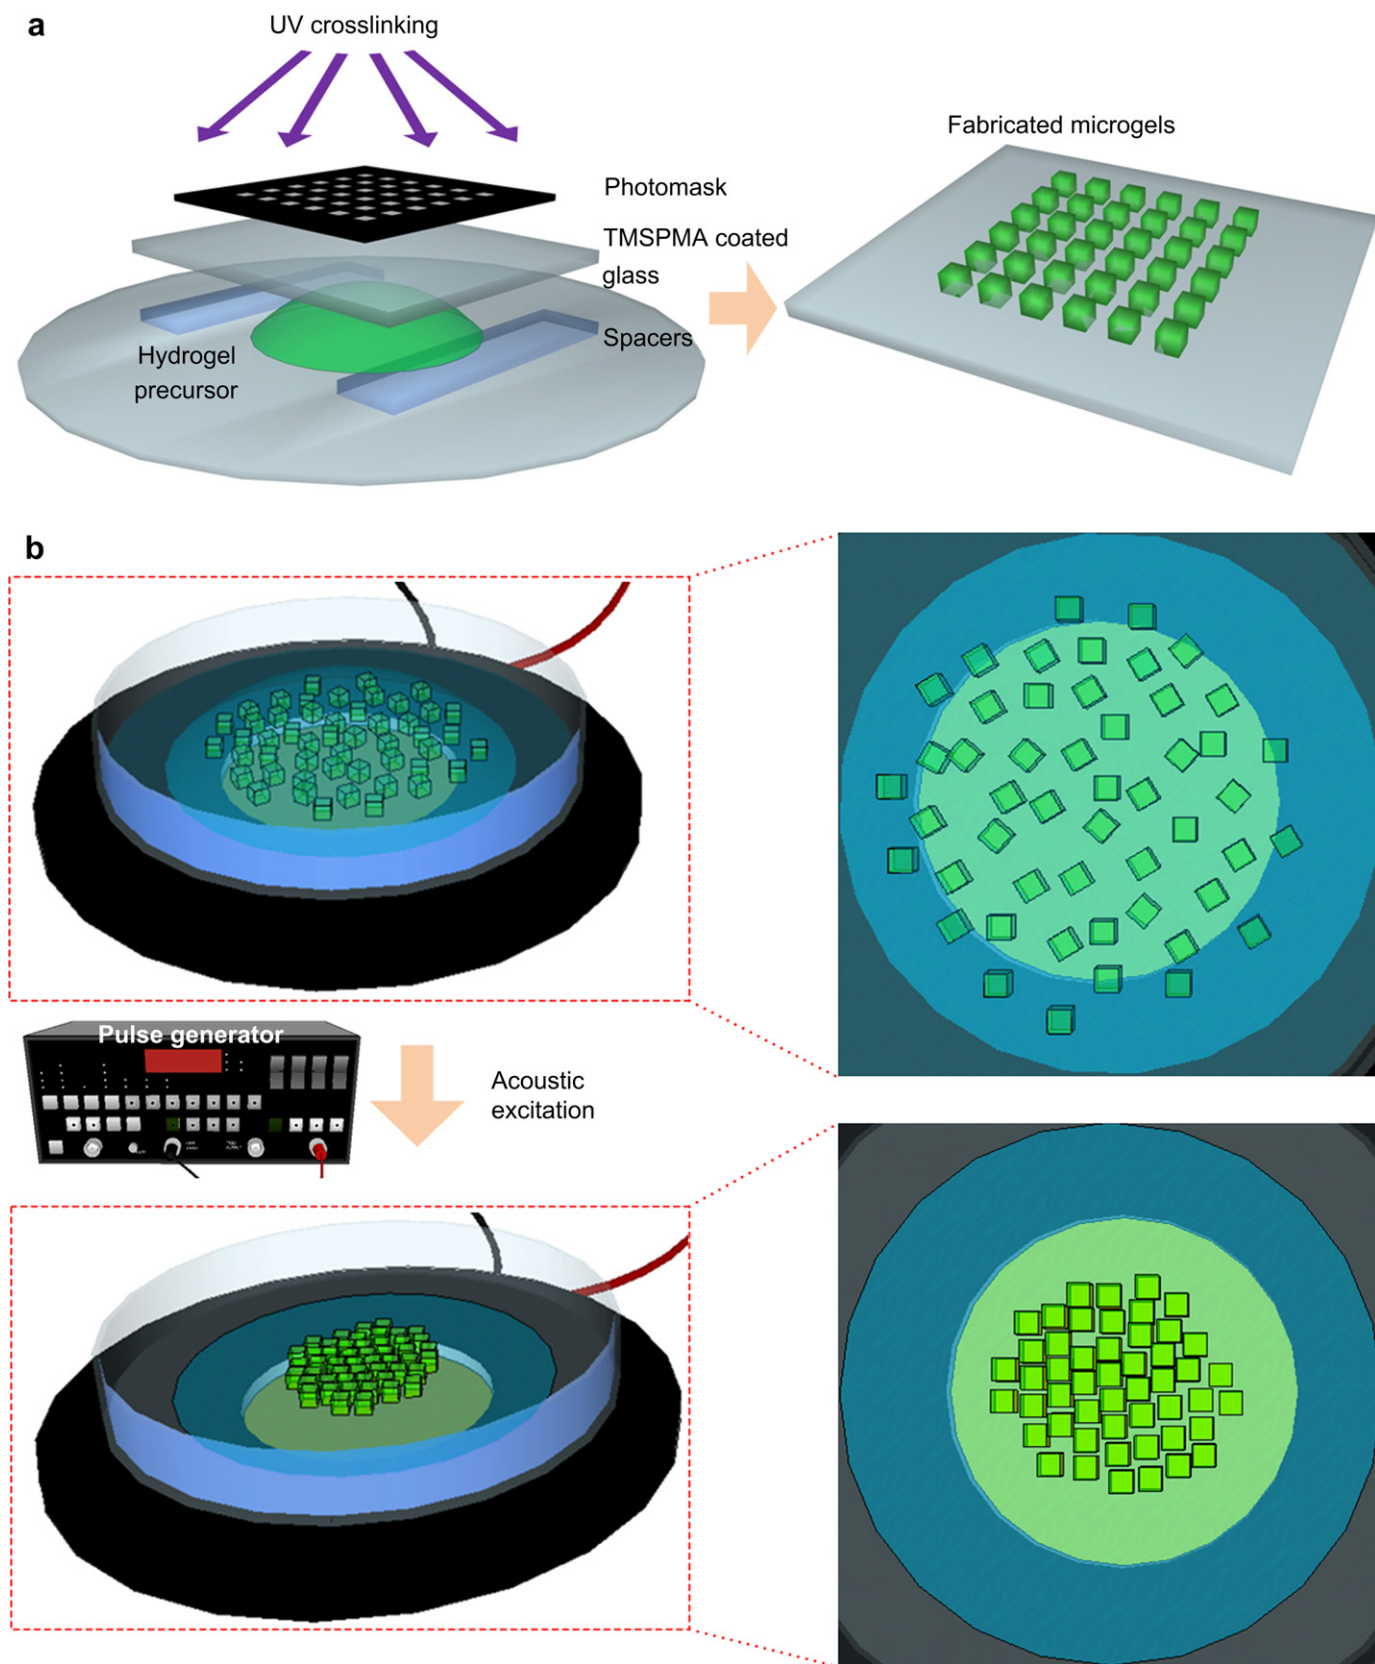 a
UV crosslinking
Fabricated microgels
Photomask
TMSPMA coated
glass
Spacers
Hydrogel
precursor
b
Pulse generator
Acoustic
excitation